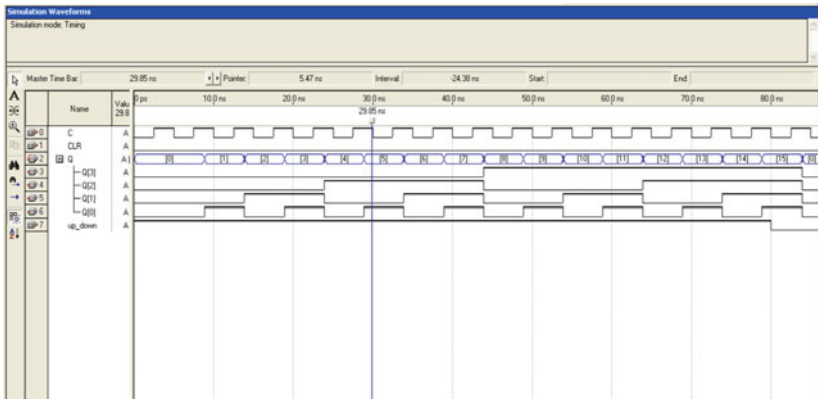 Simulation Waveforms
Simulation mode: Timing
Master Time Bar: 29.85 ns Pointer: 5.47 ns Interval: -24.38 ns Start: End:
Name Valu 29.8 0 ps 10.0 ns 20.0 ns 30.0 ns 40.0 ns 50.0 ns 60.0 ns 70.0 ns 80.0 ns
29.85 ns
0 C A
1 CLR A
2 Q A [ [0] [1] [2] [3] [4] [5] [6] [7] [8] [9] [10] [11] [12] [13] [14] [15] [0]
3 Q[3] A
4 Q[2] A
5 Q[1] A
6 Q[0] A
7 up_down A